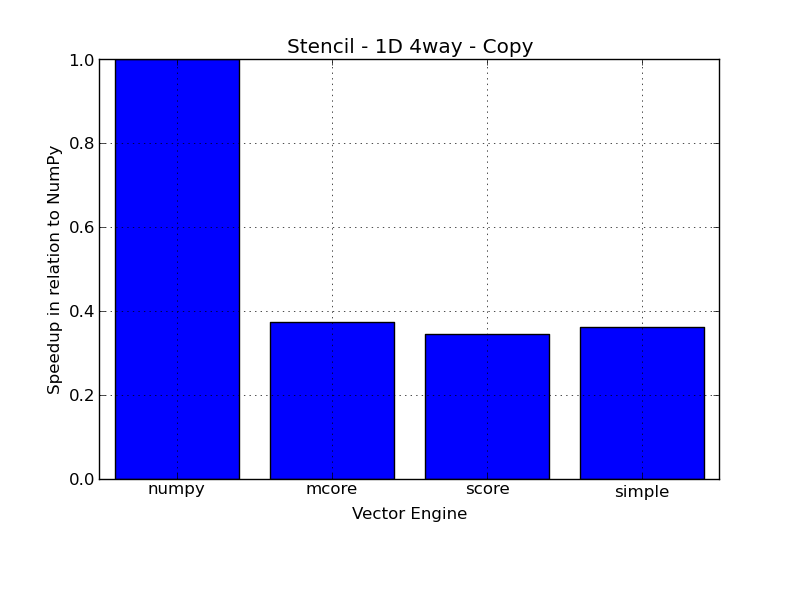 Stencil - 1D 4way - Copy
Speedup in relation to NumPy
1.0
0.8
0.6
0.4
0.2
0.0
numpy mcore score simple
Vector Engine